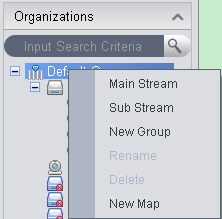 Organizations
Input Search Criteria
Main Stream
Sub Stream
New Group
Rename
Delete
New Map